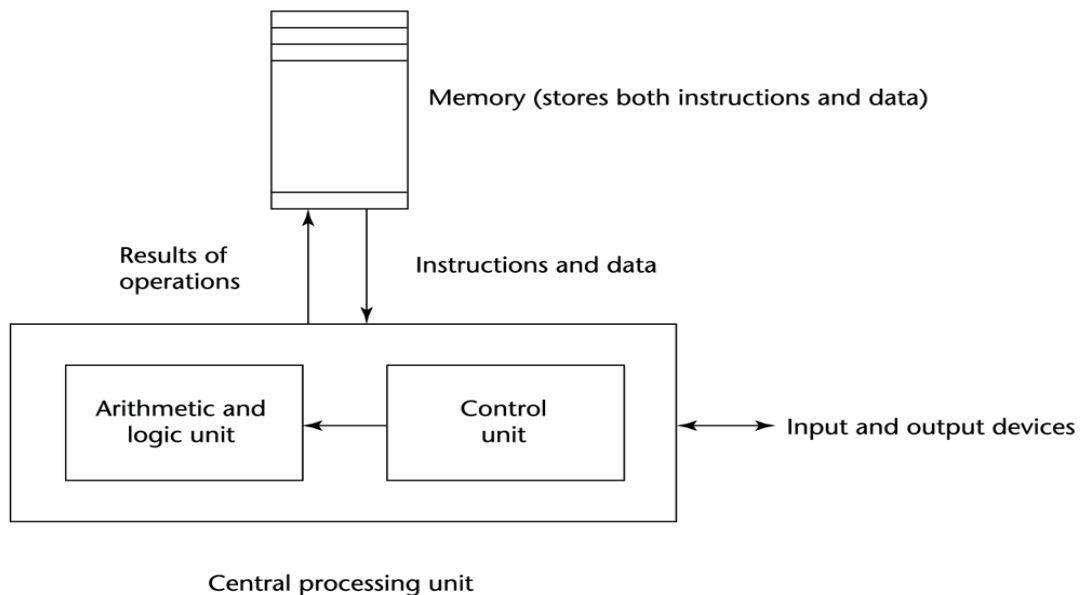 Memory (stores both instructions and data)
Results of
operations
Instructions and data
Arithmetic and
logic unit
Control
unit
Input and output devices
Central processing unit